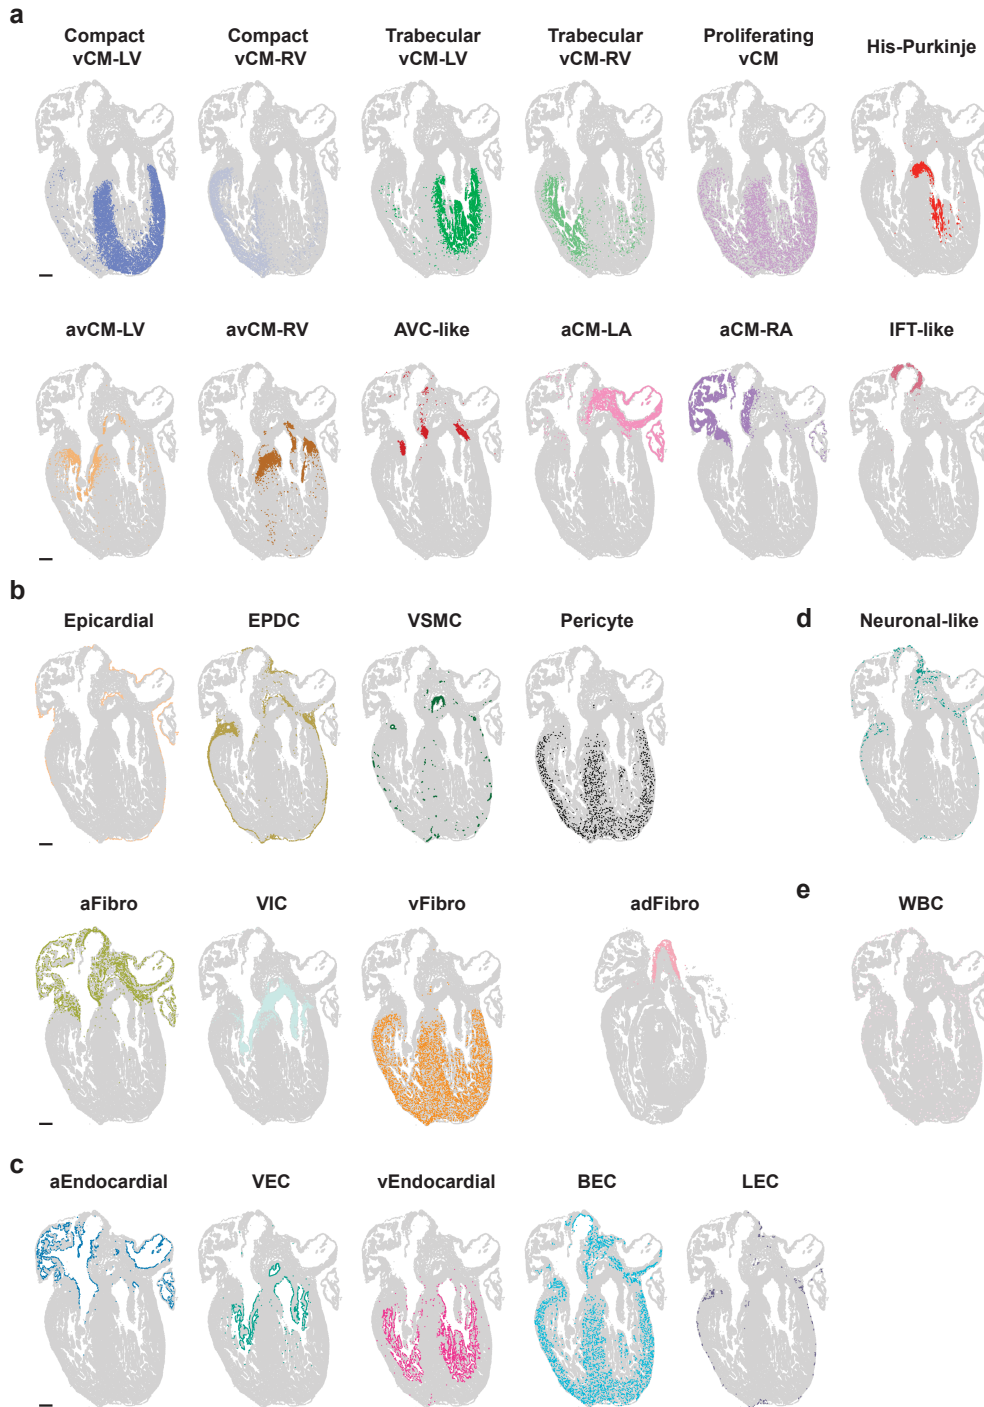 a
Compact vCM-LV
Compact vCM-RV
Trabecular vCM-LV
Trabecular vCM-RV
Proliferating vCM
His-Purkinje
avCM-LV
avCM-RV
AVC-like
aCM-LA
aCM-RA
IFT-like
b
Epicardial
EPDC
VSMC
Pericyte
d
Neuronal-like
aFibro
VIC
vFibro
adFibro
e
WBC
c
aEndocardial
VEC
vEndocardial
BEC
LEC